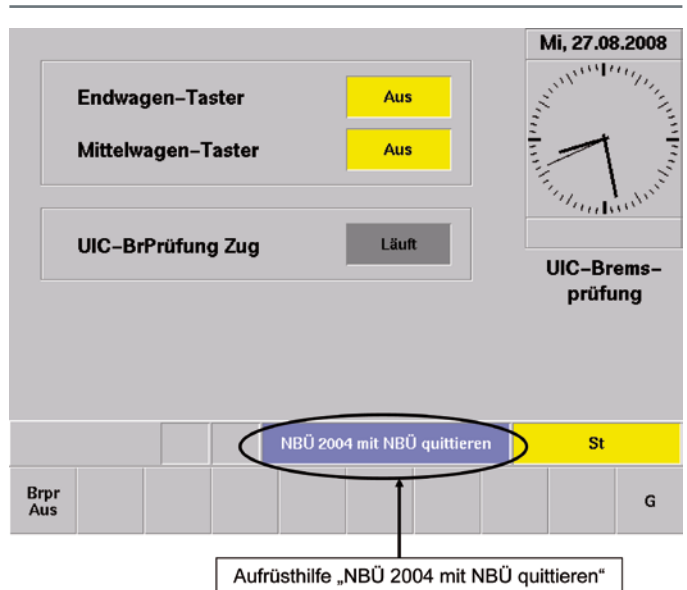 Mi, 27.08.2008
Endwagen-Taster Aus
Mittelwagen-Taster Aus
UIC-BrPrüfung Zug Läuft
UIC-Brems-
prüfung
NBÜ 2004 mit NBÜ quittieren St
Brpr
Aus
G
Aufrüsthilfe „NBÜ 2004 mit NBÜ quittieren“